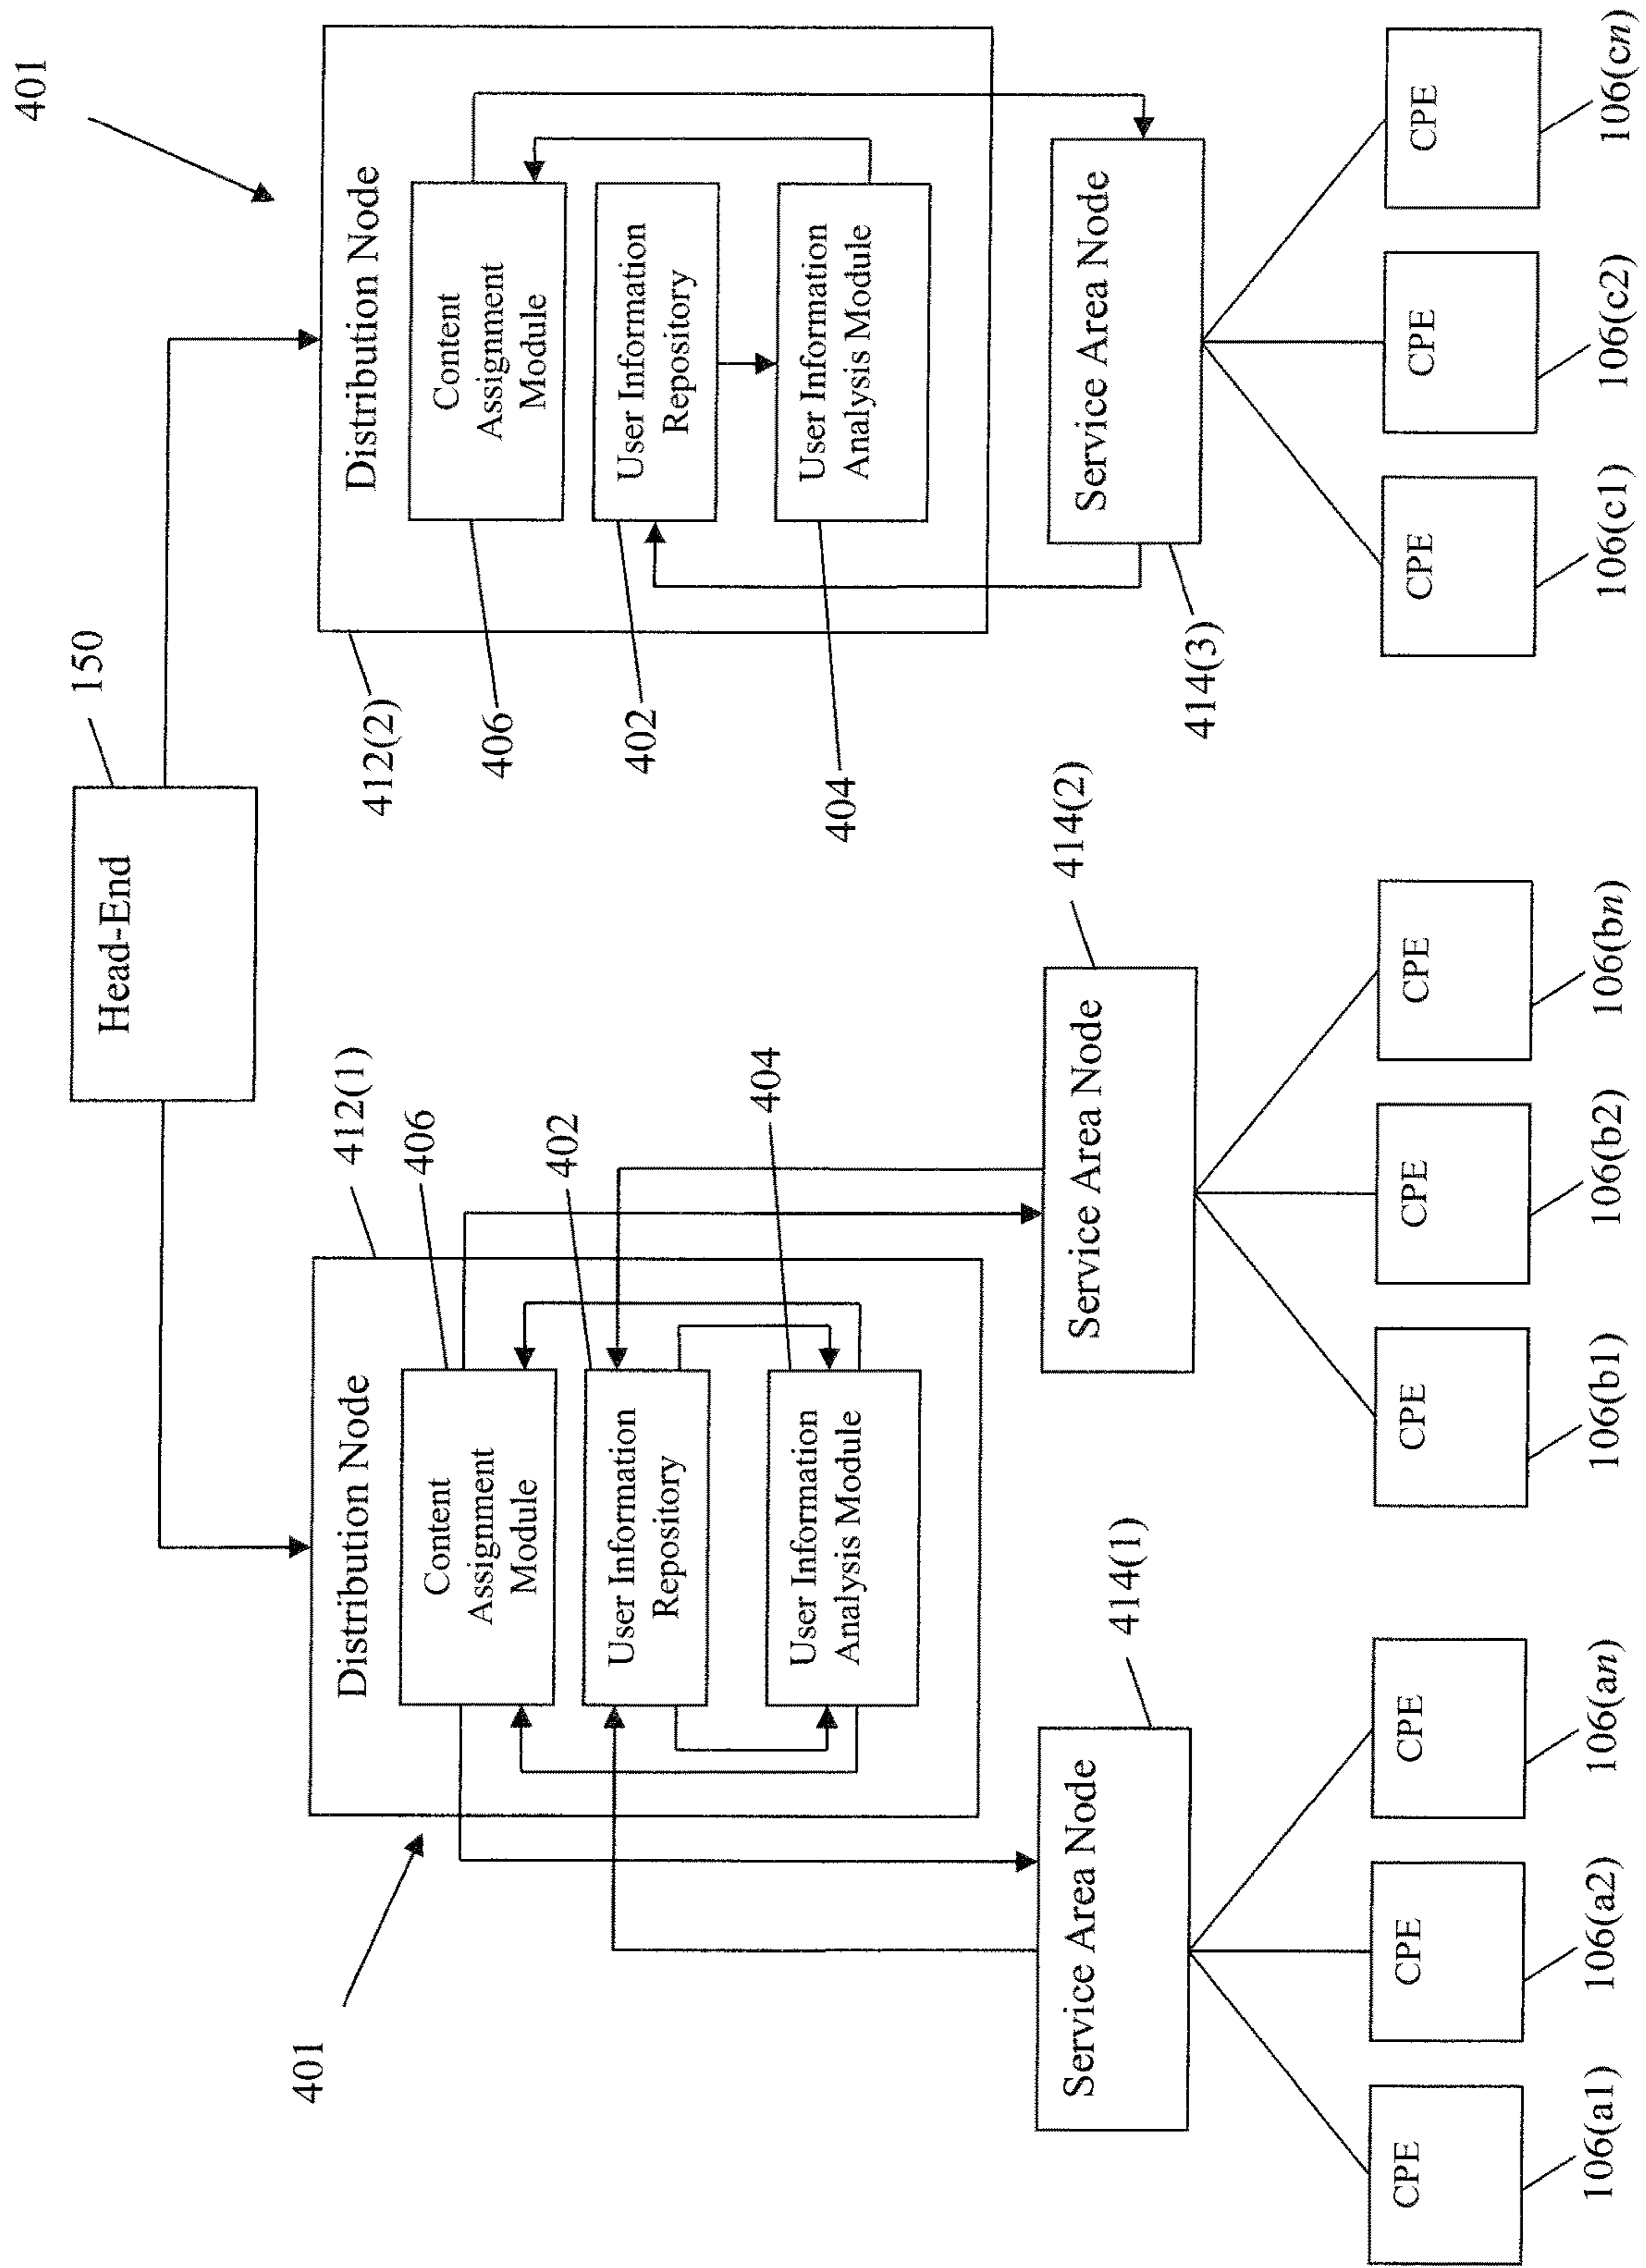 Head-End
150
401
412(1)
Distribution Node
406
Content
Assignment
Module
402
User Information
Repository
404
User Information
Analysis Module
401
412(2)
Distribution Node
406
Content
Assignment
Module
402
User Information
Repository
404
User Information
Analysis Module
Service Area Node
414(1)
Service Area Node
414(2)
Service Area Node
414(3)
CPE
CPE
CPE
CPE
CPE
CPE
CPE
CPE
CPE
106(a1)
106(a2)
106(an)
106(b1)
106(b2)
106(bn)
106(c1)
106(c2)
106(cn)